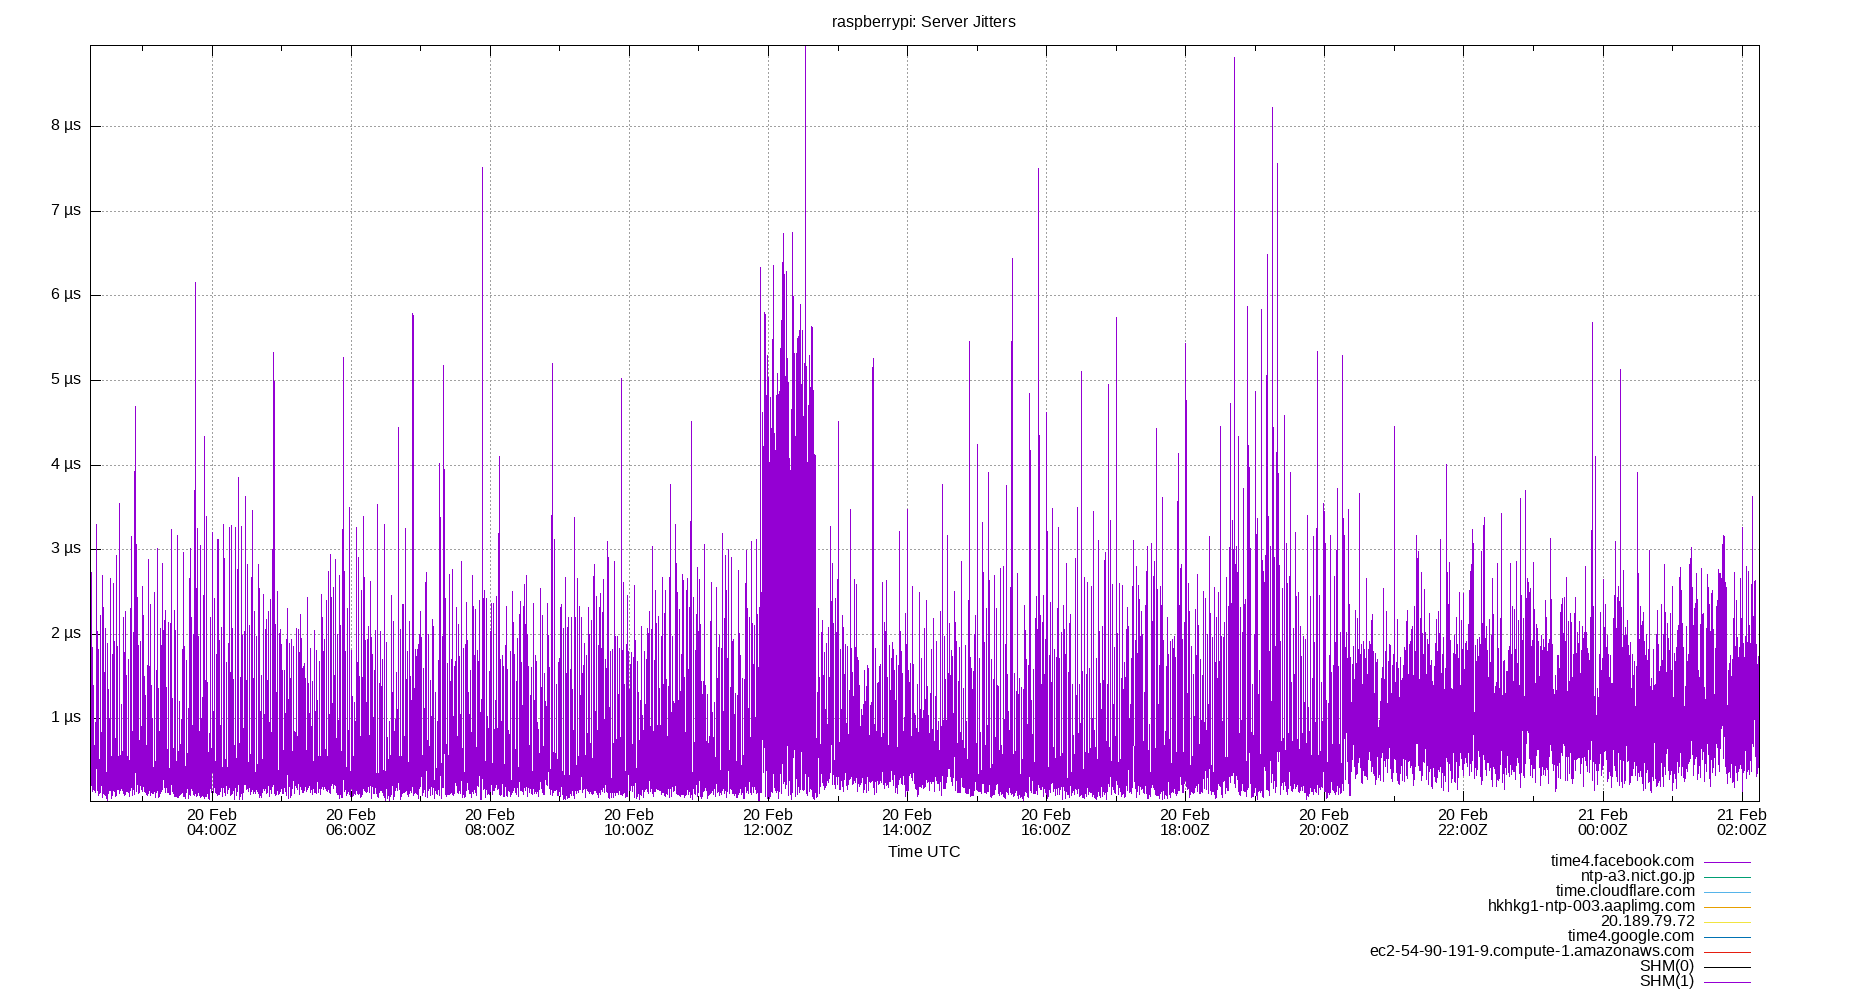 raspberrypi: Server Jitters
8 µs
7 µs
6 µs
5 µs
4 µs
3 µs
2 µs
1 µs
20 Feb 20 Feb 20 Feb 20 Feb 20 Feb 20 Feb 20 Feb 20 Feb 20 Feb 20 Feb 21 Feb 21 Feb
04:00Z 06:00Z 08:00Z 10:00Z 12:00Z 14:00Z 16:00Z 18:00Z 20:00Z 22:00Z 00:00Z 02:00Z
Time UTC
time4.facebook.com
ntp-a3.nict.go.jp
time.cloudflare.com
hkhkg1-ntp-003.aaplimg.com
20.189.79.72
time4.google.com
ec2-54-90-191-9.compute-1.amazonaws.com
SHM(0)
SHM(1)